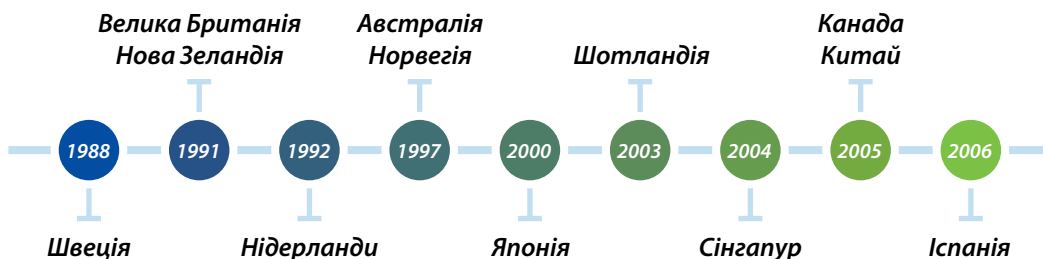 Велика Британія
Нова Зеландія
Австралія
Норвегія
Шотландія
Канада
Китай
1988
1991
1992
1997
2000
2003
2004
2005
2006
Швеція
Нідерланди
Японія
Сінгапур
Іспанія